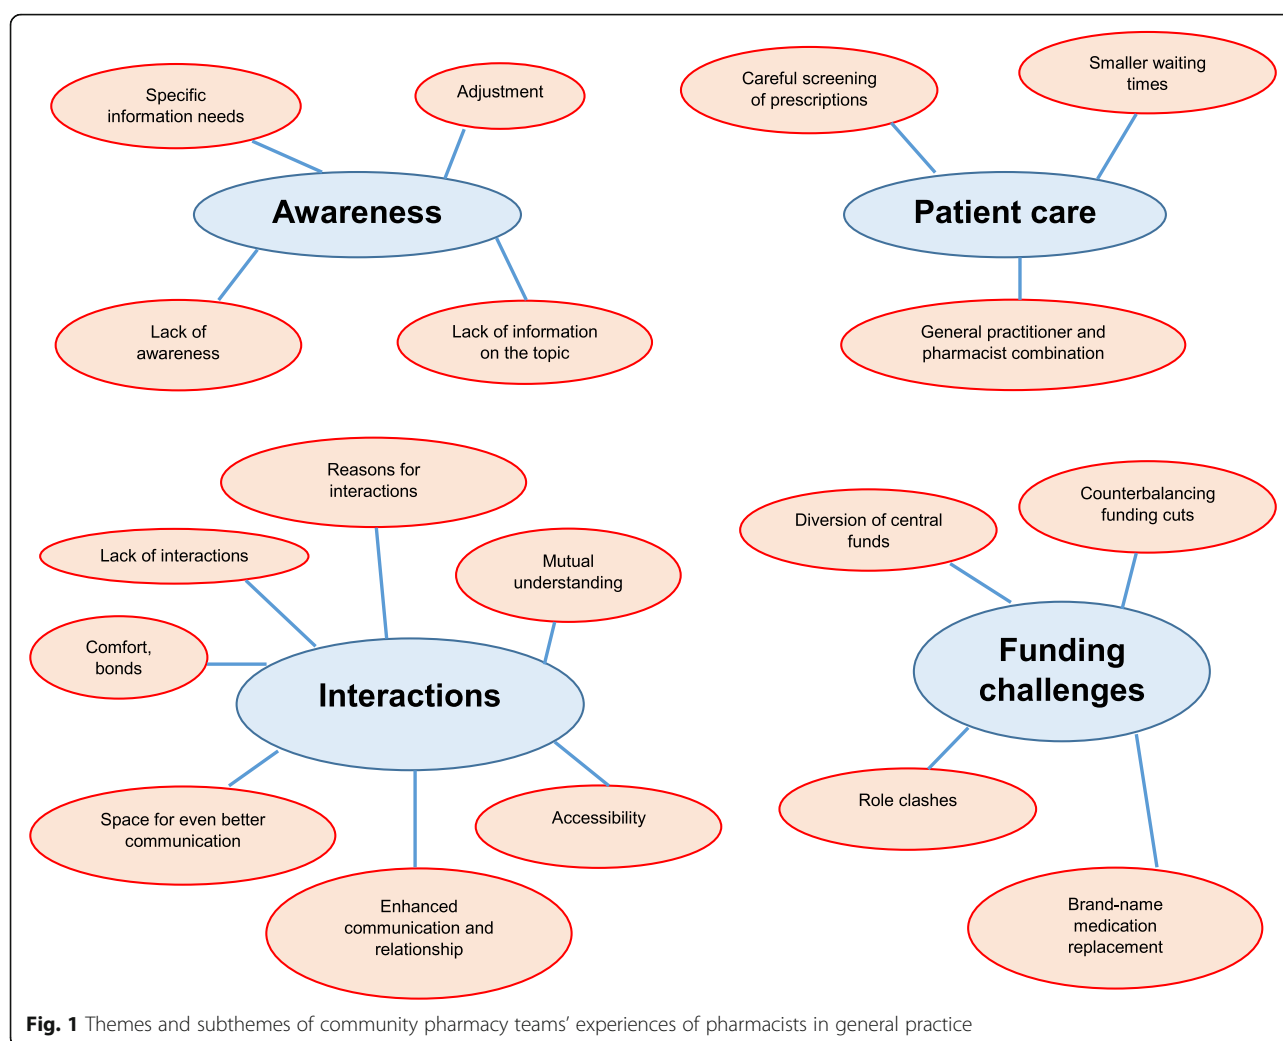 Specific
information needs
Adjustment
Awareness
Lack of
awareness
Lack of information
on the topic
Careful screening
of prescriptions
Smaller waiting
times
Patient care
General practitioner and
pharmacist combination
Reasons for
interactions
Lack of interactions
Mutual
understanding
Comfort,
bonds
Interactions
Space for even better
communication
Accessibility
Enhanced
communication and
relationship
Diversion of central
funds
Counterbalancing
funding cuts
Funding
challenges
Role clashes
Brand-name
medication
replacement
Fig. 1 Themes and subthemes of community pharmacy teams’ experiences of pharmacists in general practice